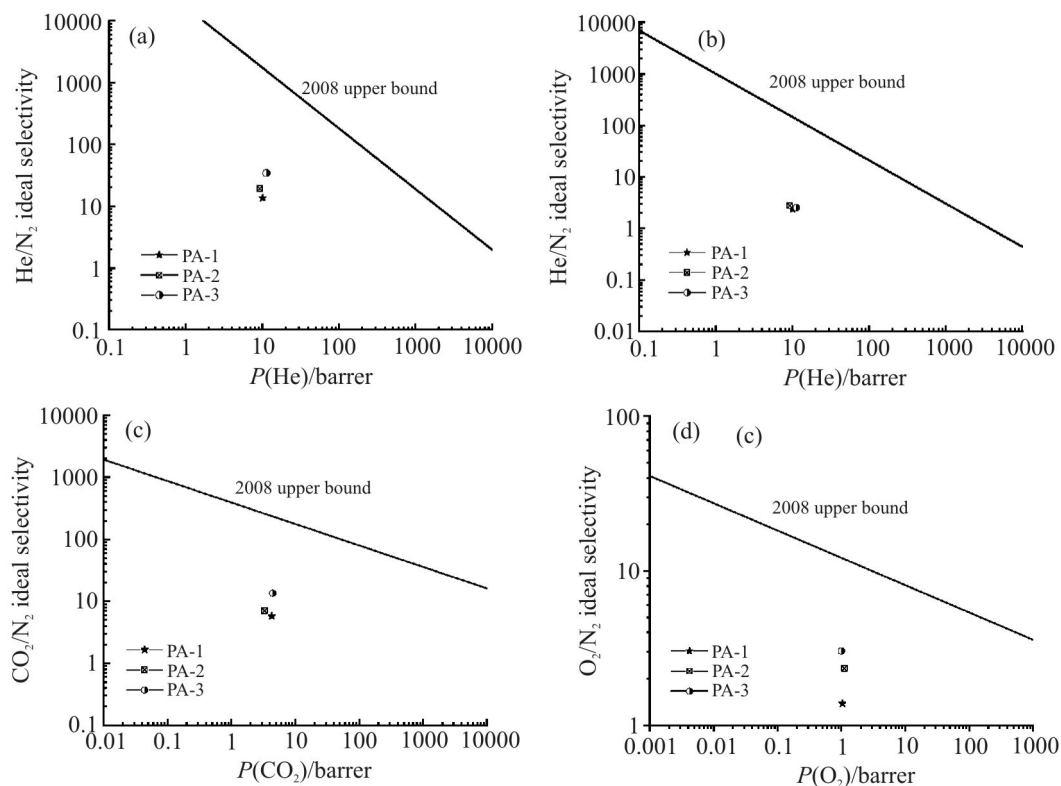 10000
1000
100
10
1
0.1
He/N₂ ideal selectivity
(a)
2008 upper bound
PA-1
PA-2
PA-3
0.1 1 10 100 1000 10000
P(He)/barrer
10000
1000
100
10
1
0.1
0.01
He/N₂ ideal selectivity
(b)
2008 upper bound
PA-1
PA-2
PA-3
0.1 1 10 100 1000 10000
P(He)/barrer
10000
1000
100
10
1
0.1
CO₂/N₂ ideal selectivity
(c)
2008 upper bound
PA-1
PA-2
PA-3
0.01 0.1 1 10 100 1000 10000
P(CO₂)/barrer
100
10
1
O₂/N₂ ideal selectivity
(d) (c)
2008 upper bound
PA-1
PA-2
PA-3
0.001 0.01 0.1 1 10 100 1000
P(O₂)/barrer